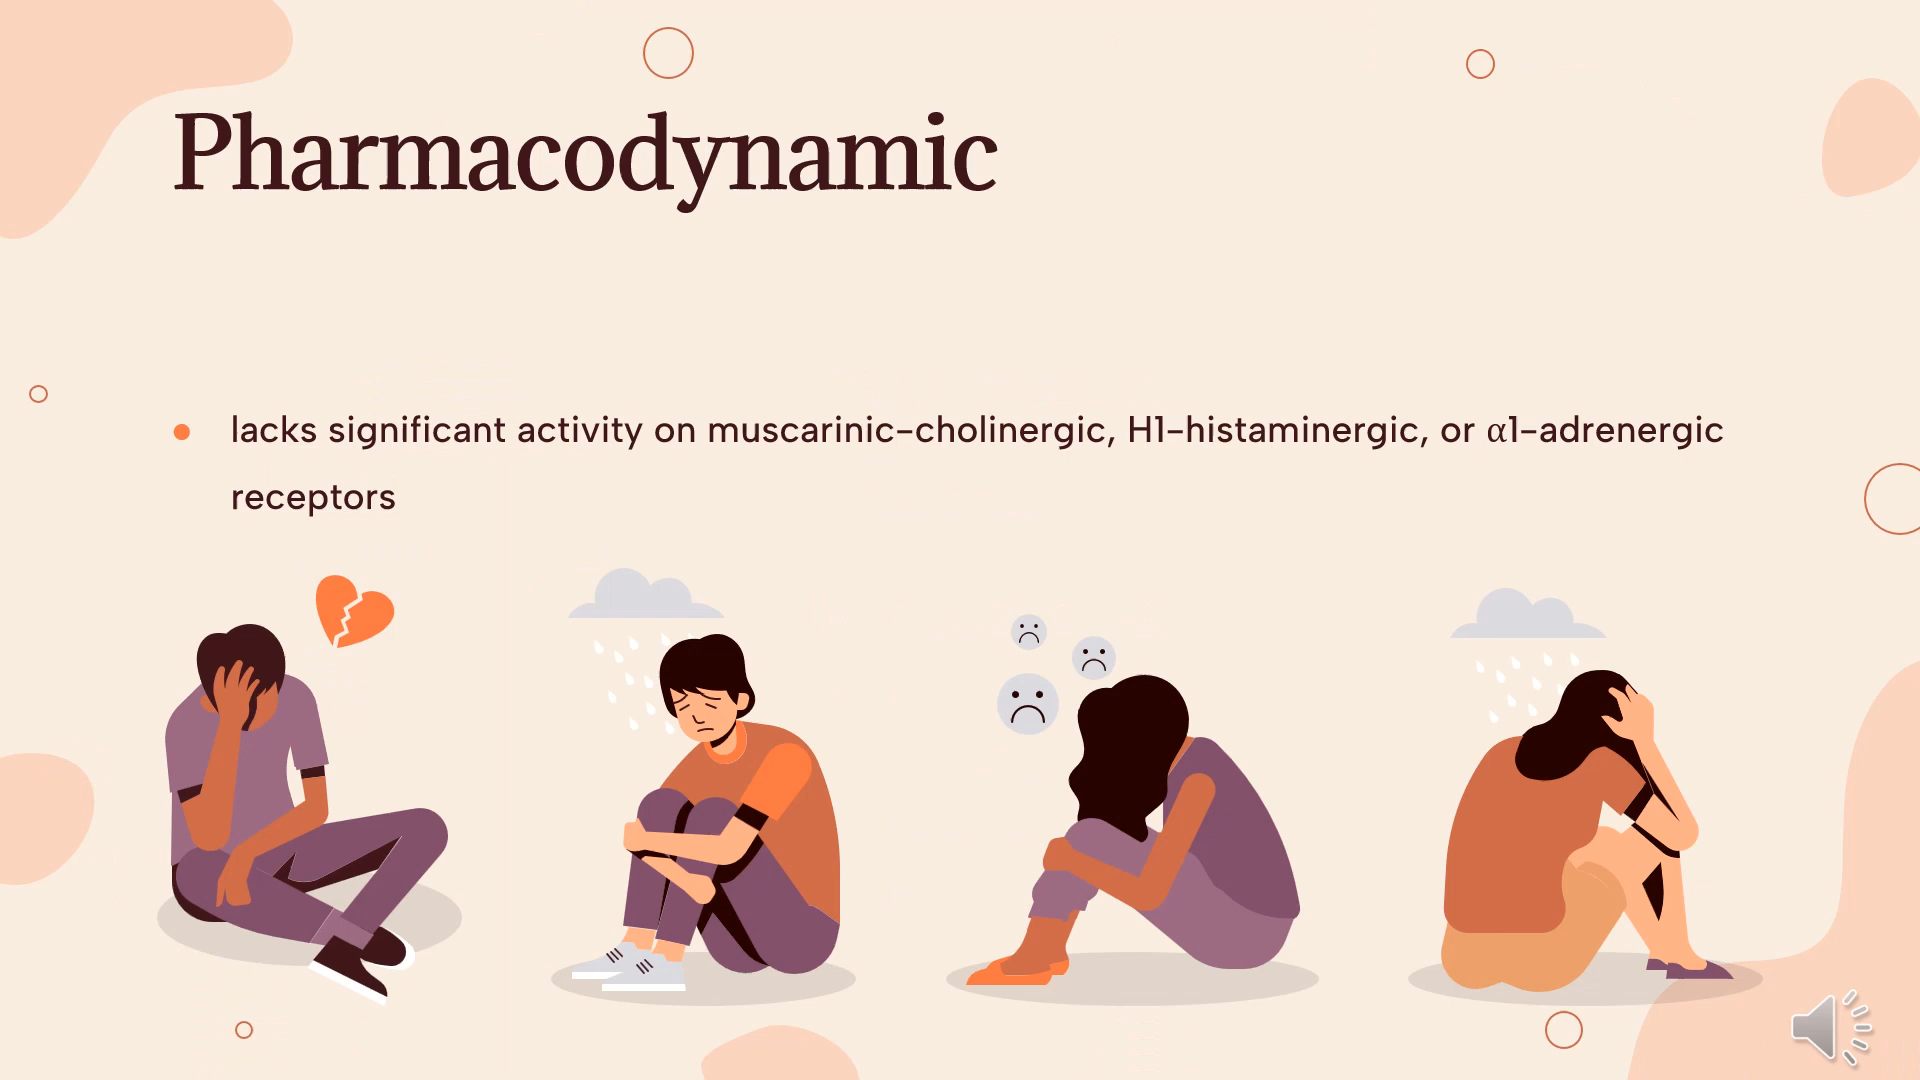 Pharmacodynamic
lacks significant activity on muscarinic-cholinergic, H1-histaminergic, or α1-adrenergic
receptors